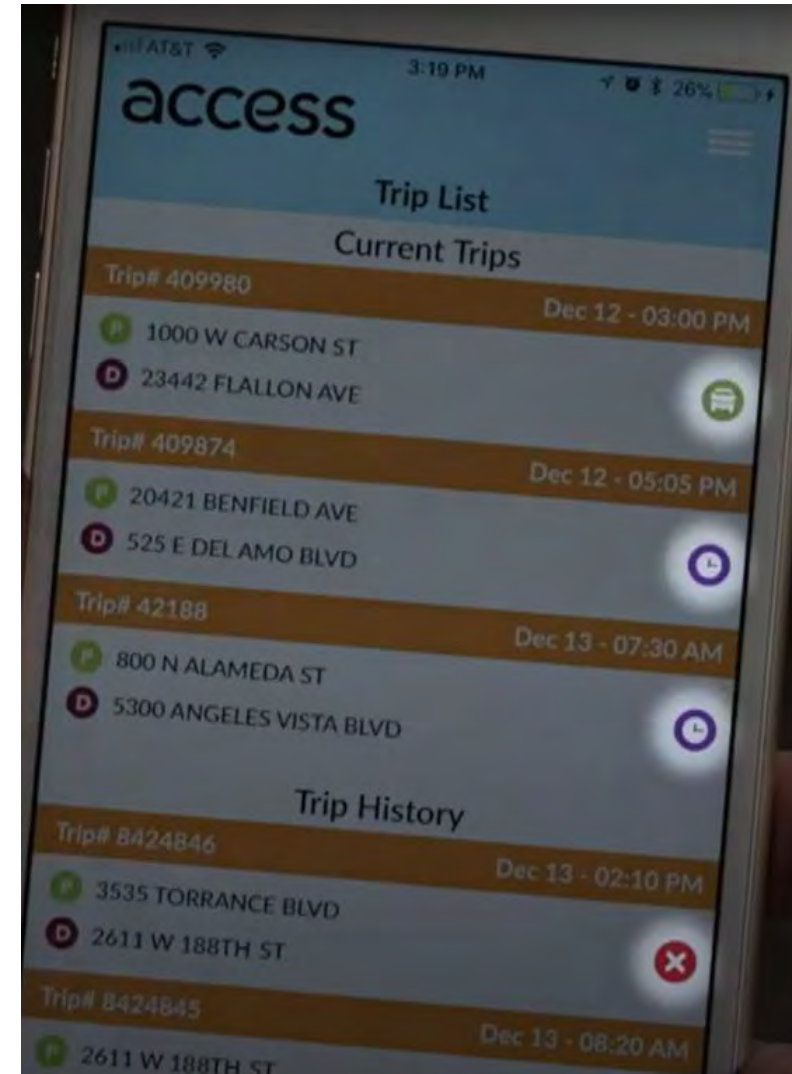 AT&T 3:19 PM 26%
access
Trip List
Current Trips
Trip# 409980 Dec 12 - 03:00 PM
P 1000 W CARSON ST
D 23442 FLALLON AVE
Trip# 409874 Dec 12 - 05:05 PM
P 20421 BENFIELD AVE
D 525 E DEL AMO BLVD
Trip# 42188 Dec 13 - 07:30 AM
P 800 N ALAMEDA ST
D 5300 ANGELES VISTA BLVD
Trip History
Trip# 8424846 Dec 13 - 02:10 PM
P 3535 TORRANCE BLVD
D 2611 W 188TH ST
Trip# 8424845 Dec 13 - 08:20 AM
P 2611 W 188TH ST